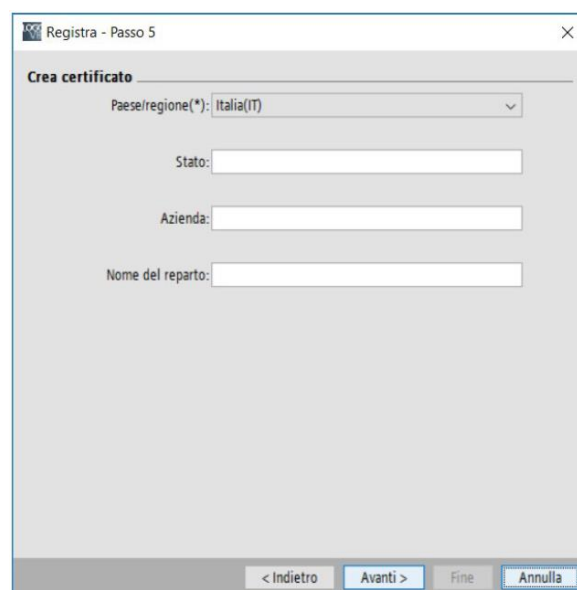 Registra - Passo 5
Crea certificato
Paese/regione(*): Italia(IT)
Stato:
Azienda:
Nome del reparto:
< Indietro Avanti > Fine Annulla